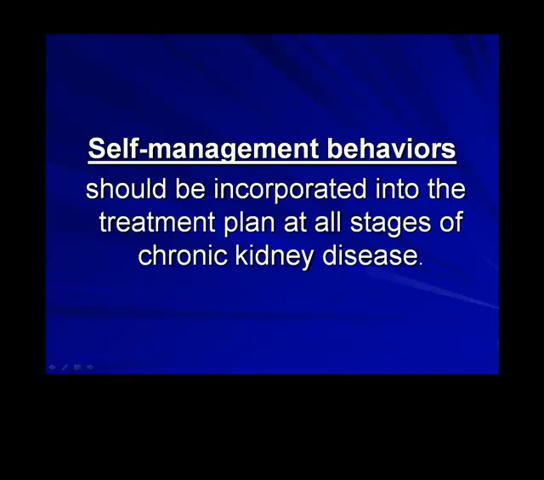 Self-management behaviors
should be incorporated into the
treatment plan at all stages of
chronic kidney disease.